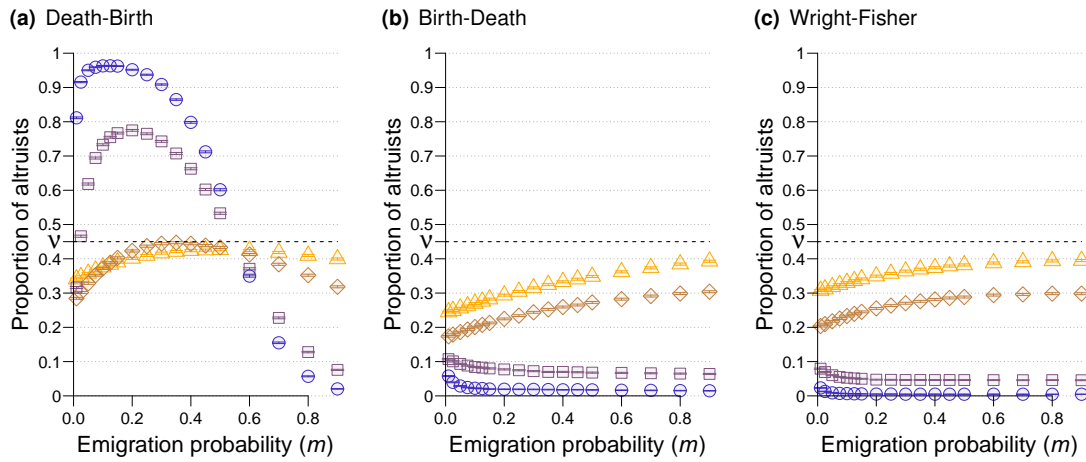 (a) Death-Birth
(b) Birth-Death
(c) Wright-Fisher
Proportion of altruists
1
0.9
0.8
0.7
0.6
0.5
ν
0.4
0.3
0.2
0.1
0
0.0 0.2 0.4 0.6 0.8
Emigration probability (m)
Proportion of altruists
1
0.9
0.8
0.7
0.6
0.5
ν
0.4
0.3
0.2
0.1
0
0.0 0.2 0.4 0.6 0.8
Emigration probability (m)
Proportion of altruists
1
0.9
0.8
0.7
0.6
0.5
ν
0.4
0.3
0.2
0.1
0
0.0 0.2 0.4 0.6 0.8
Emigration probability (m)